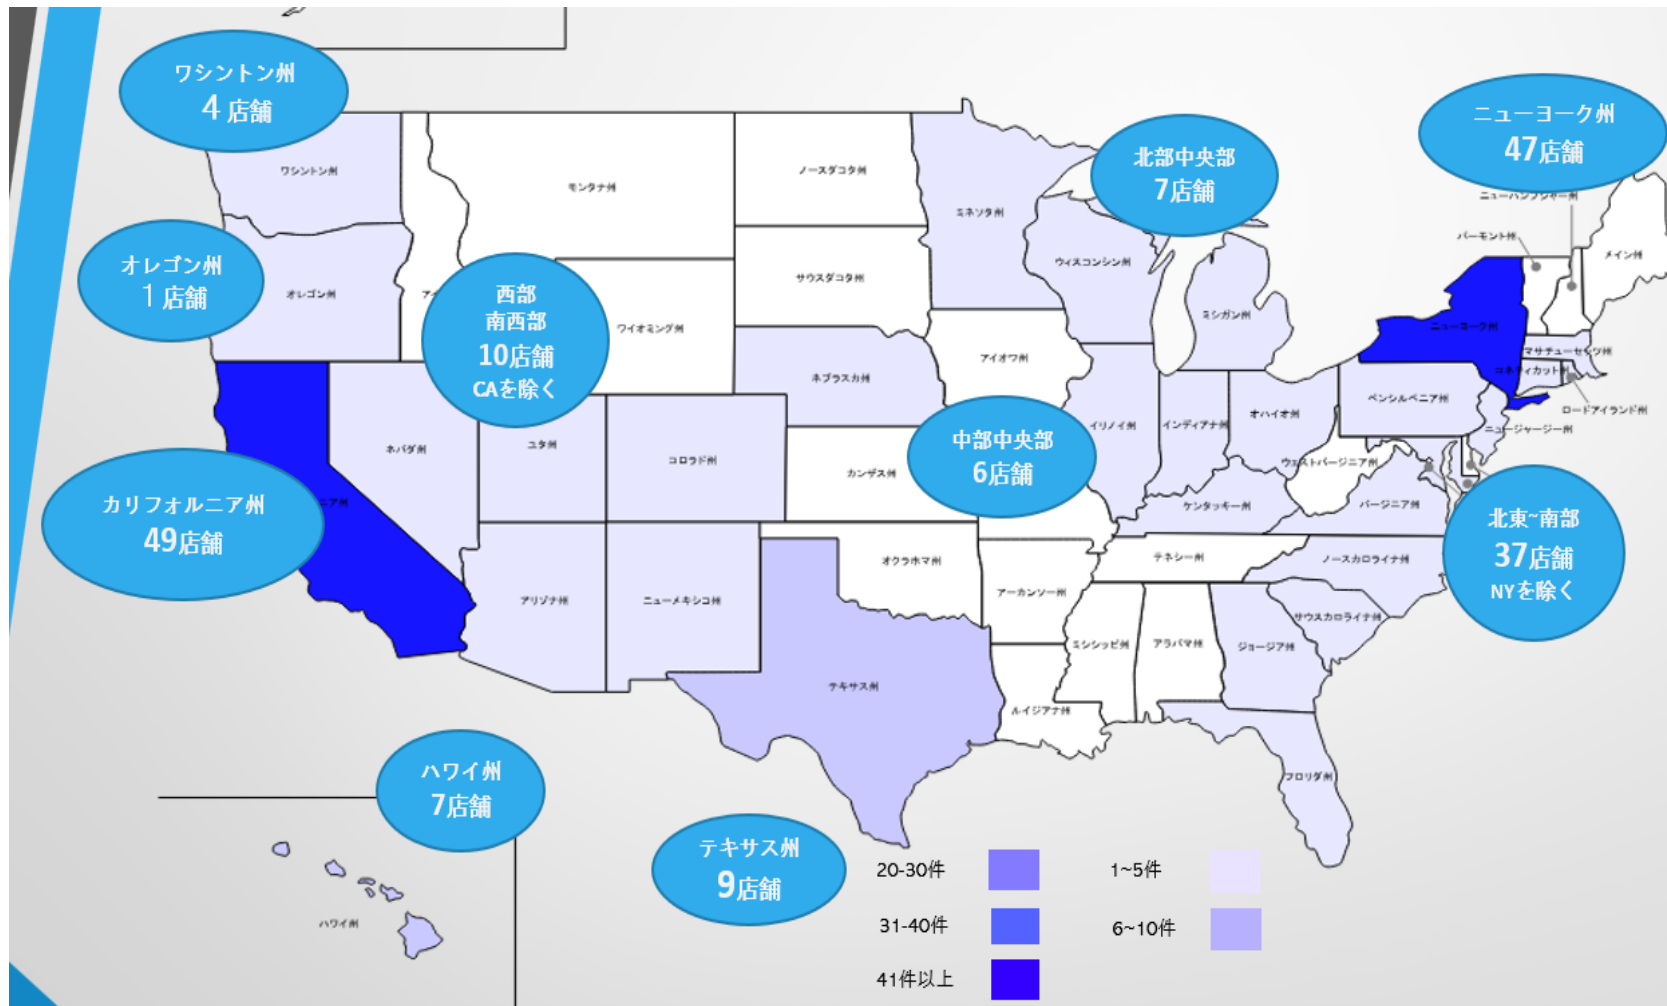 ワシントン州
4 店舗
ニューヨーク州
47店舗
北部中央部
7店舗
オレゴン州
1 店舗
西部
南西部
10店舗
CAを除く
カリフォルニア州
49店舗
中部中央部
6店舗
北東~南部
37店舗
NYを除く
ハワイ州
7店舗
テキサス州
9店舗
ワシントン州
モンタナ州
ノースダコタ州
ミネソタ州
ニューハンプシャー州
バーモント州
メイン州
オレゴン州
ア
ワイオミング州
サウスダコタ州
ウィスコンシン州
ミシガン州
ニューヨーク州
マサチューセッツ州
コネティカット州
ロードアイランド州
アイオワ州
ネブラスカ州
ペンシルベニア州
ニュージャージー州
イリノイ州
インディアナ州
オハイオ州
ネバダ州
ユタ州
コロラド州
カンザス州
ウェストバージニア州
ケンタッキー州
バージニア州
ニア州
アリゾナ州
ニューメキシコ州
オクラホマ州
アーカンソー州
テネシー州
ノースカロライナ州
サウスカロライナ州
ミシシッピ州
アラバマ州
ジョージア州
テキサス州
ルイジアナ州
フロリダ州
ハワイ州
20-30件
1~5件
31-40件
6~10件
41件以上